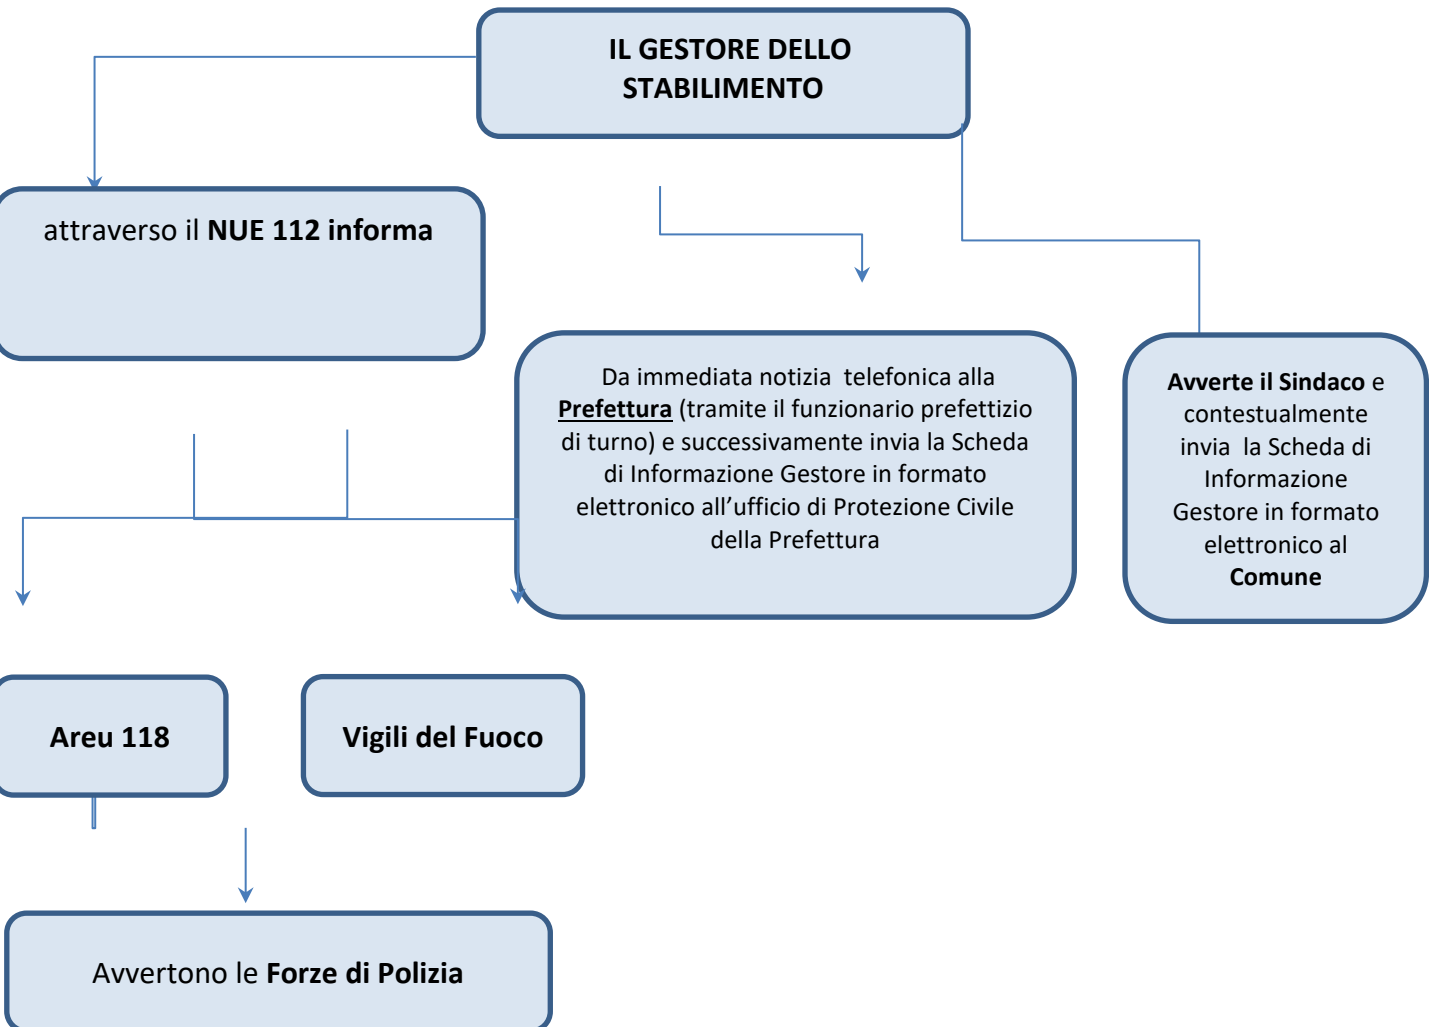 IL GESTORE DELLO
STABILIMENTO
attraverso il NUE 112 informa
Da immediata notizia telefonica alla
Prefettura (tramite il funzionario prefettizio
di turno) e successivamente invia la Scheda
di Informazione Gestore in formato
elettronico all’ufficio di Protezione Civile
della Prefettura
Avverte il Sindaco e
contestualmente
invia la Scheda di
Informazione
Gestore in formato
elettronico al
Comune
Areu 118
Vigili del Fuoco
Avvertono le Forze di Polizia